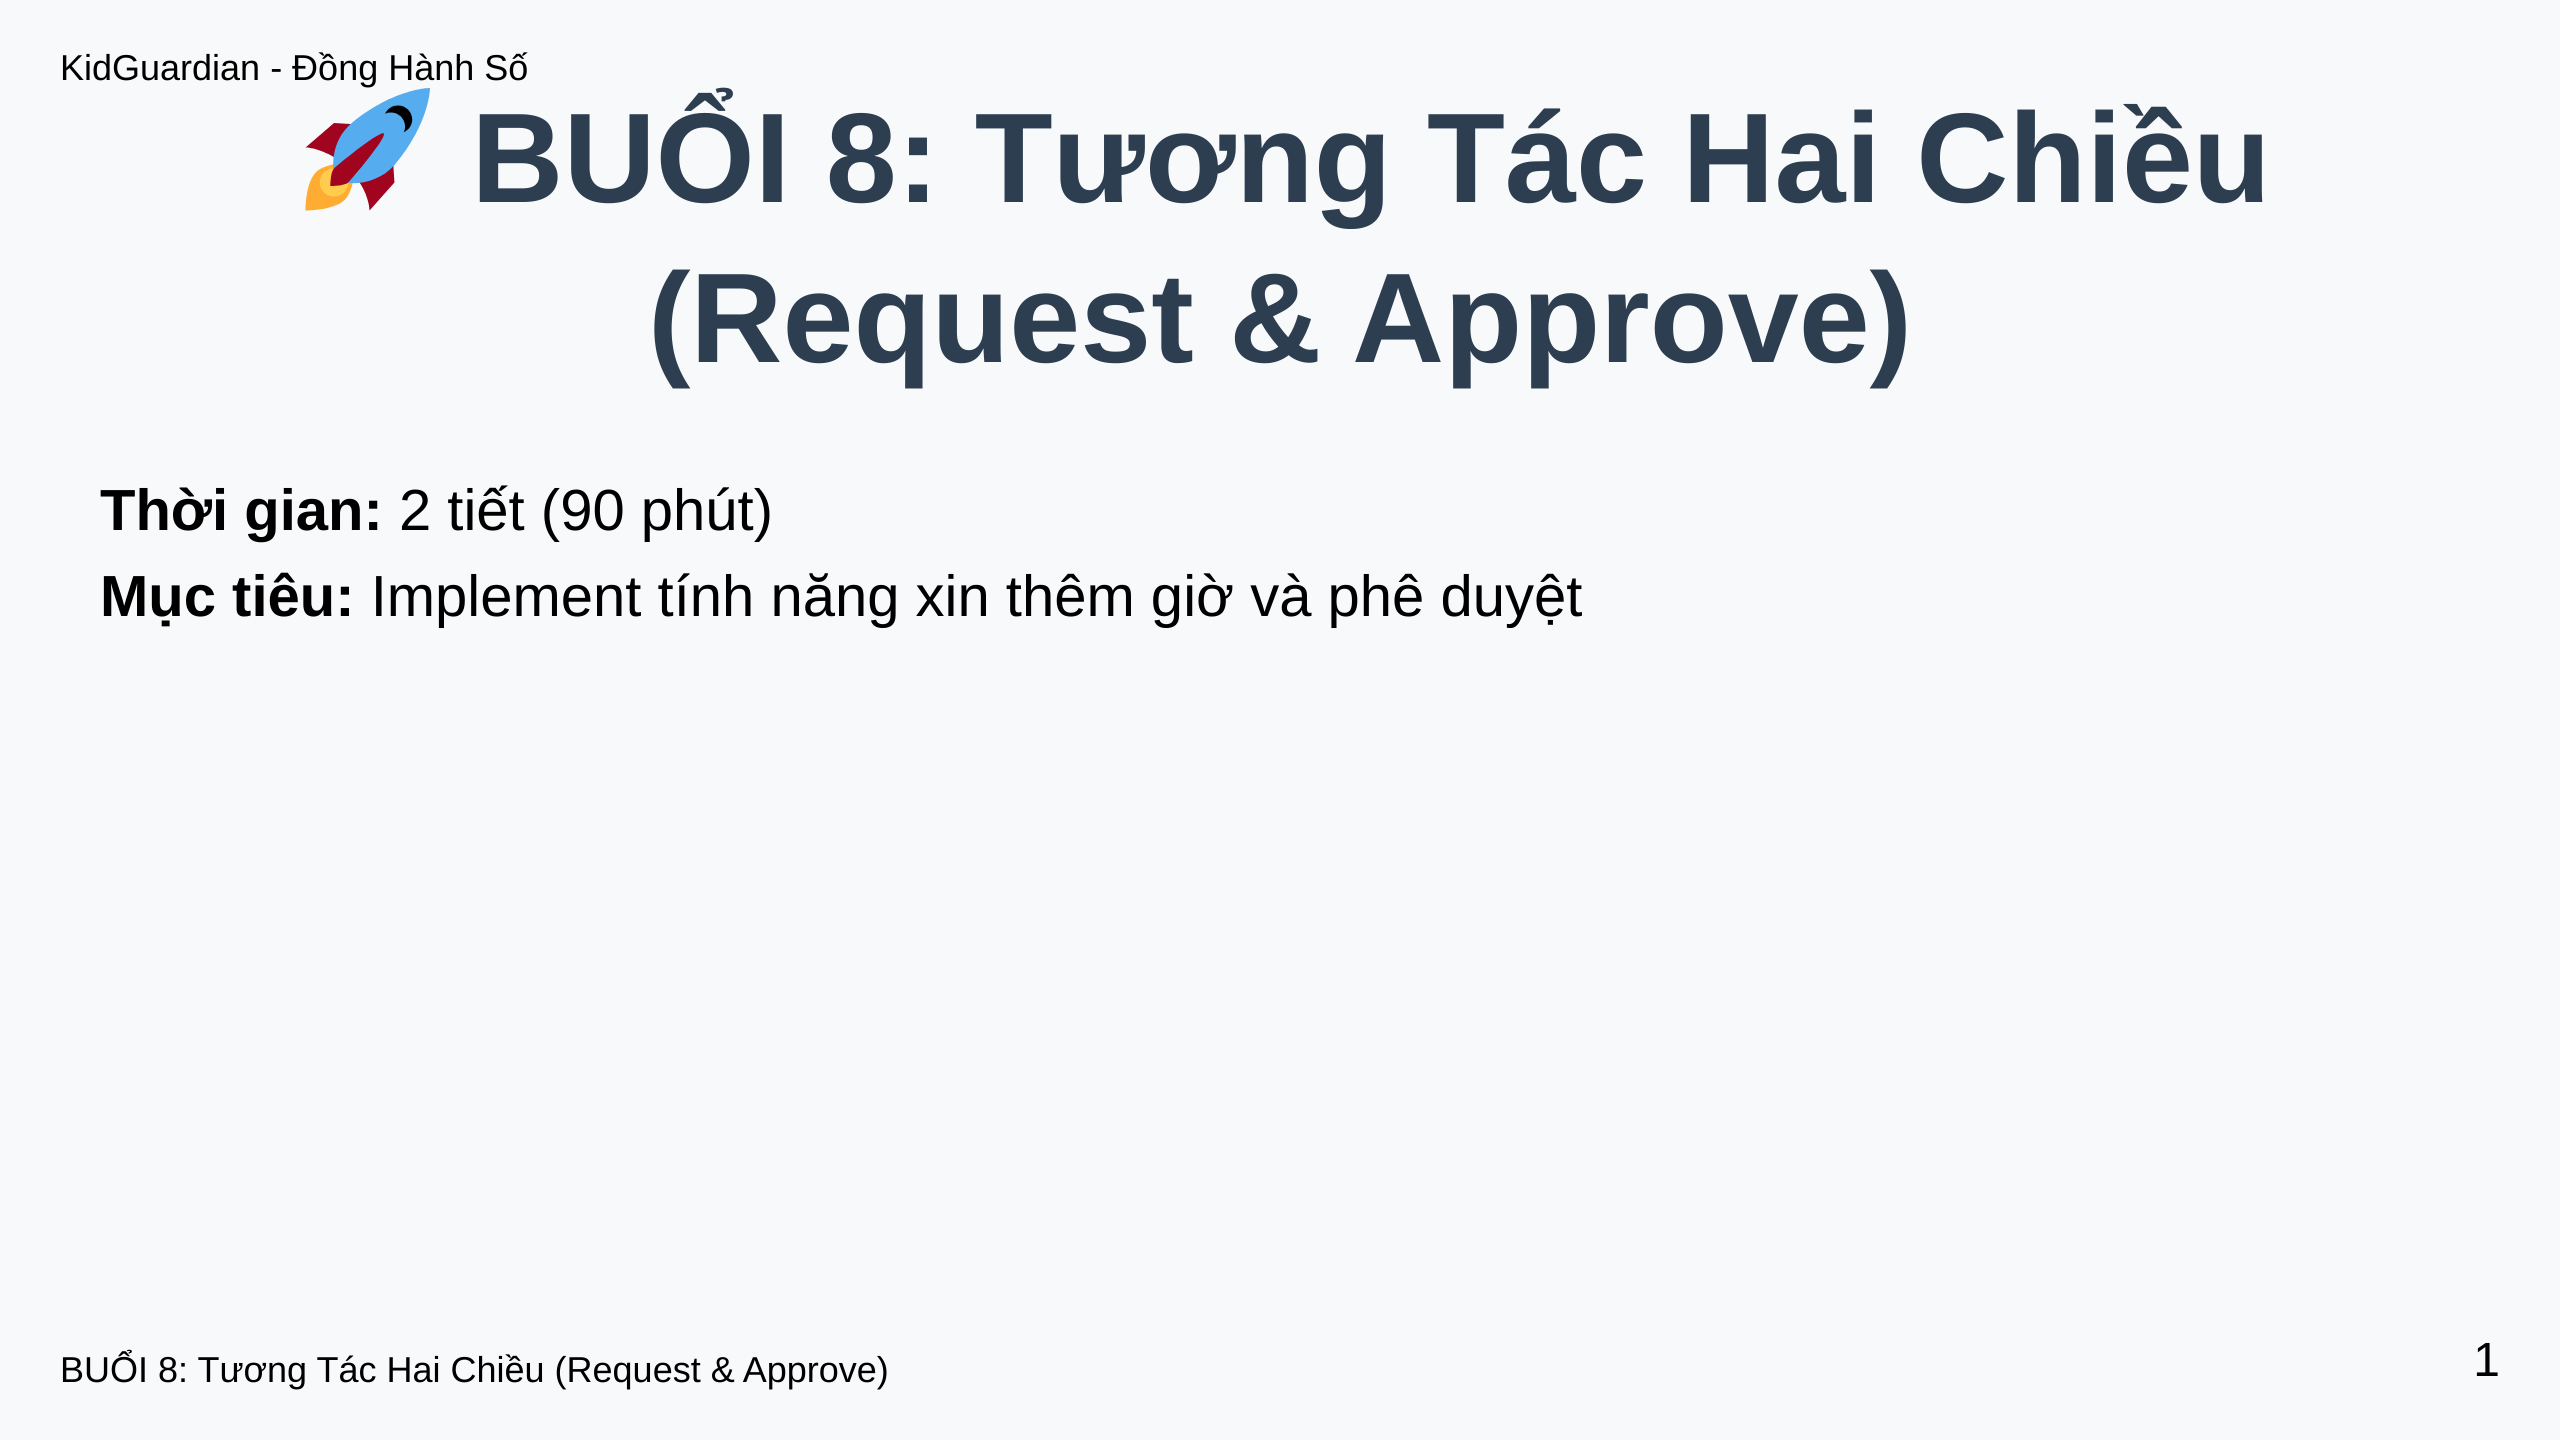 KidGuardian - Đồng Hành Số
🚀 BUỔI 8: Tương Tác Hai Chiều
(Request & Approve)
Thời gian: 2 tiết (90 phút)
Mục tiêu: Implement tính năng xin thêm giờ và phê duyệt
BUỔI 8: Tương Tác Hai Chiều (Request & Approve)
1